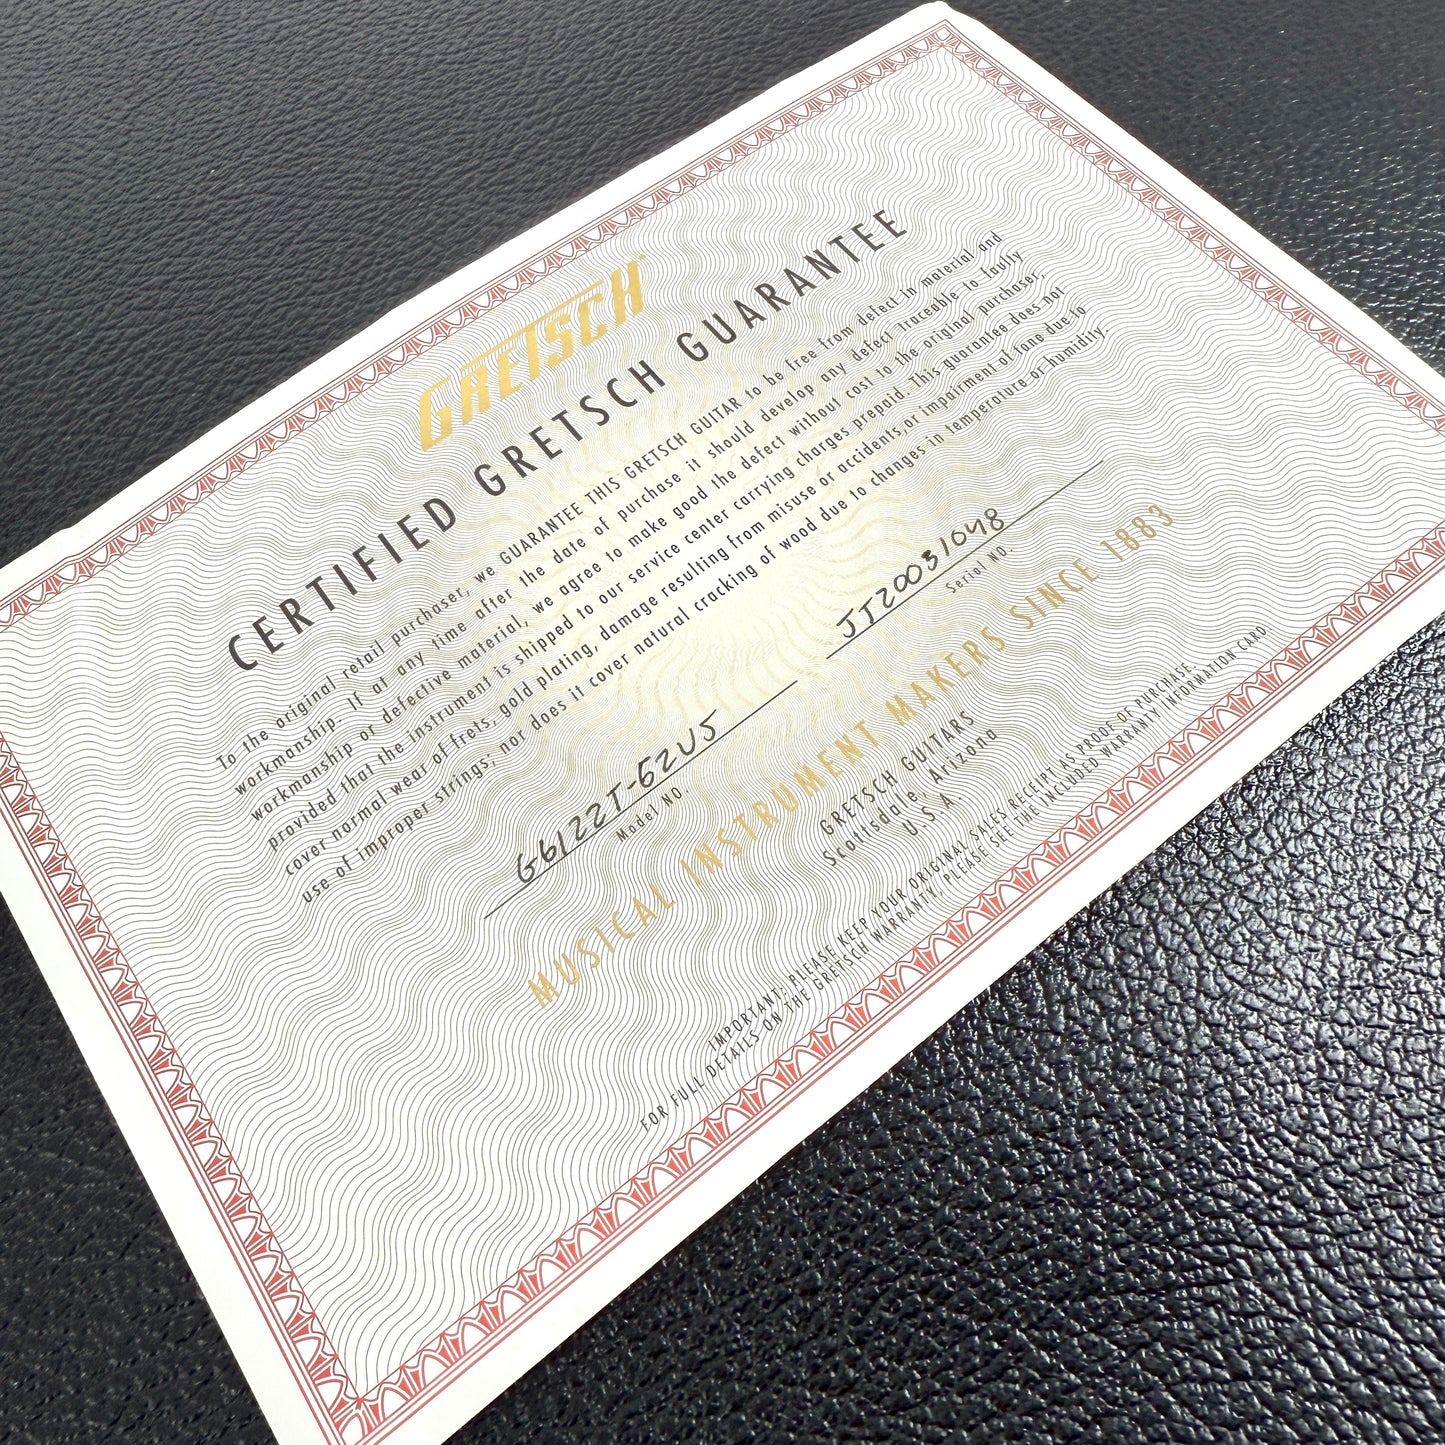 GRETSCH
CERTIFIED GRETSCH GUARANTEE
To the original retail purchaser, we GUARANTEE THIS GRETSCH GUITAR to be free from defect in material and
workmanship. If at any time after the date of purchase it should develop any defect traceable to faulty
workmanship or defective material, we agree to make good the defect without cost to the original purchaser,
provided that the instrument is shipped to our service center carrying charges prepaid. This guarantee does not
cover normal wear of frets, gold plating, damage resulting from misuse or accidents, or impairment of tone due to
use of improper strings; nor does it cover natural cracking of wood due to changes in temperature or humidity.
G6122T-62VS JT20031048
Model NO. Serial NO.
MUSICAL INSTRUMENT MAKERS SINCE 1883
GRETSCH GUITARS
Scottsdale, Arizona
U.S.A.
IMPORTANT: PLEASE KEEP YOUR ORIGINAL SALES RECEIPT AS PROOF OF PURCHASE.
FOR FULL DETAILS ON THE GRETSCH WARRANTY, PLEASE SEE THE INCLUDED WARRANTY INFORMATION CARD.